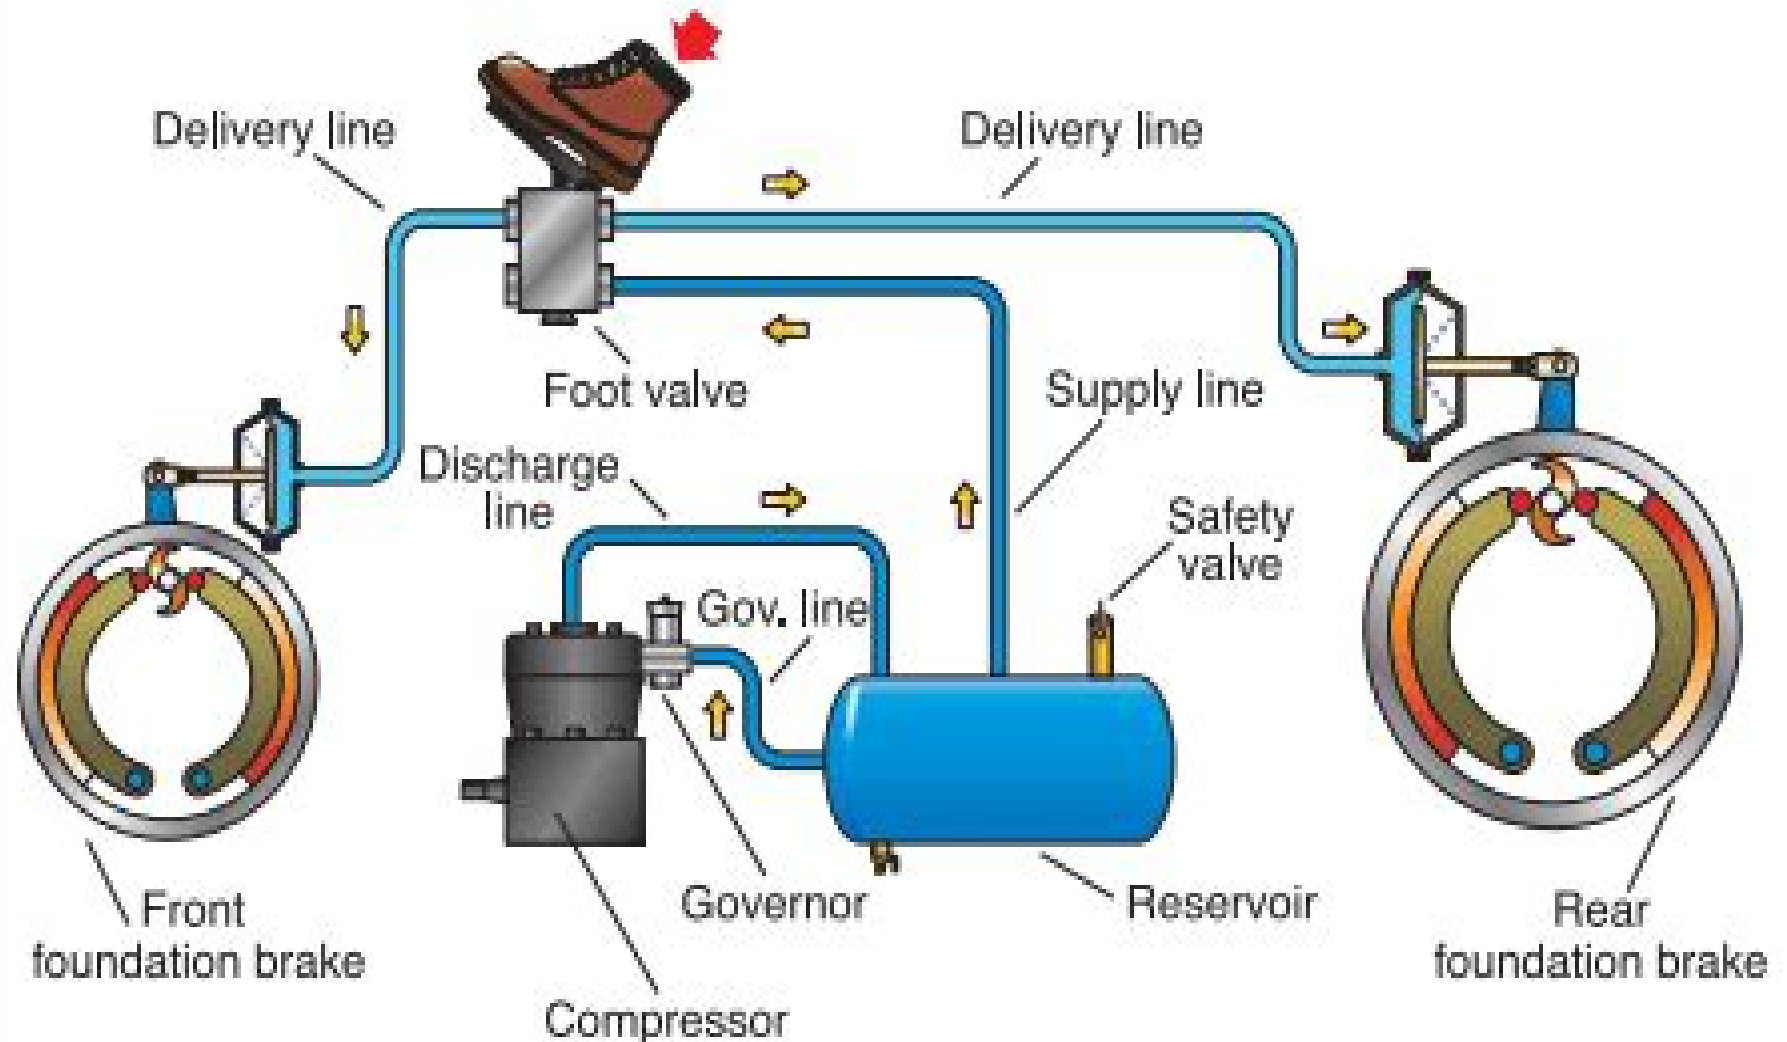 Delivery line
Delivery line
Foot valve
Supply line
Discharge
line
Safety
valve
Gov. line
Governor
Reservoir
Front
foundation brake
Rear
foundation brake
Compressor